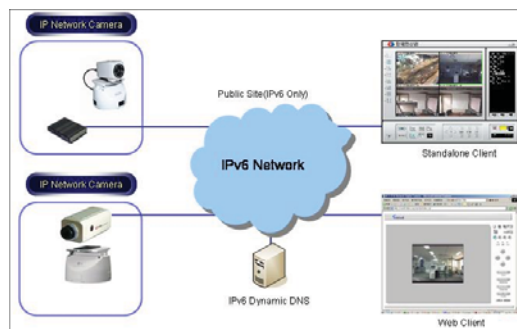 IP Network Camera
Public Site(IPv6 Only)
IPv6 Network
Standalone Client
IP Network Camera
IPv6 Dynamic DNS
Web Client